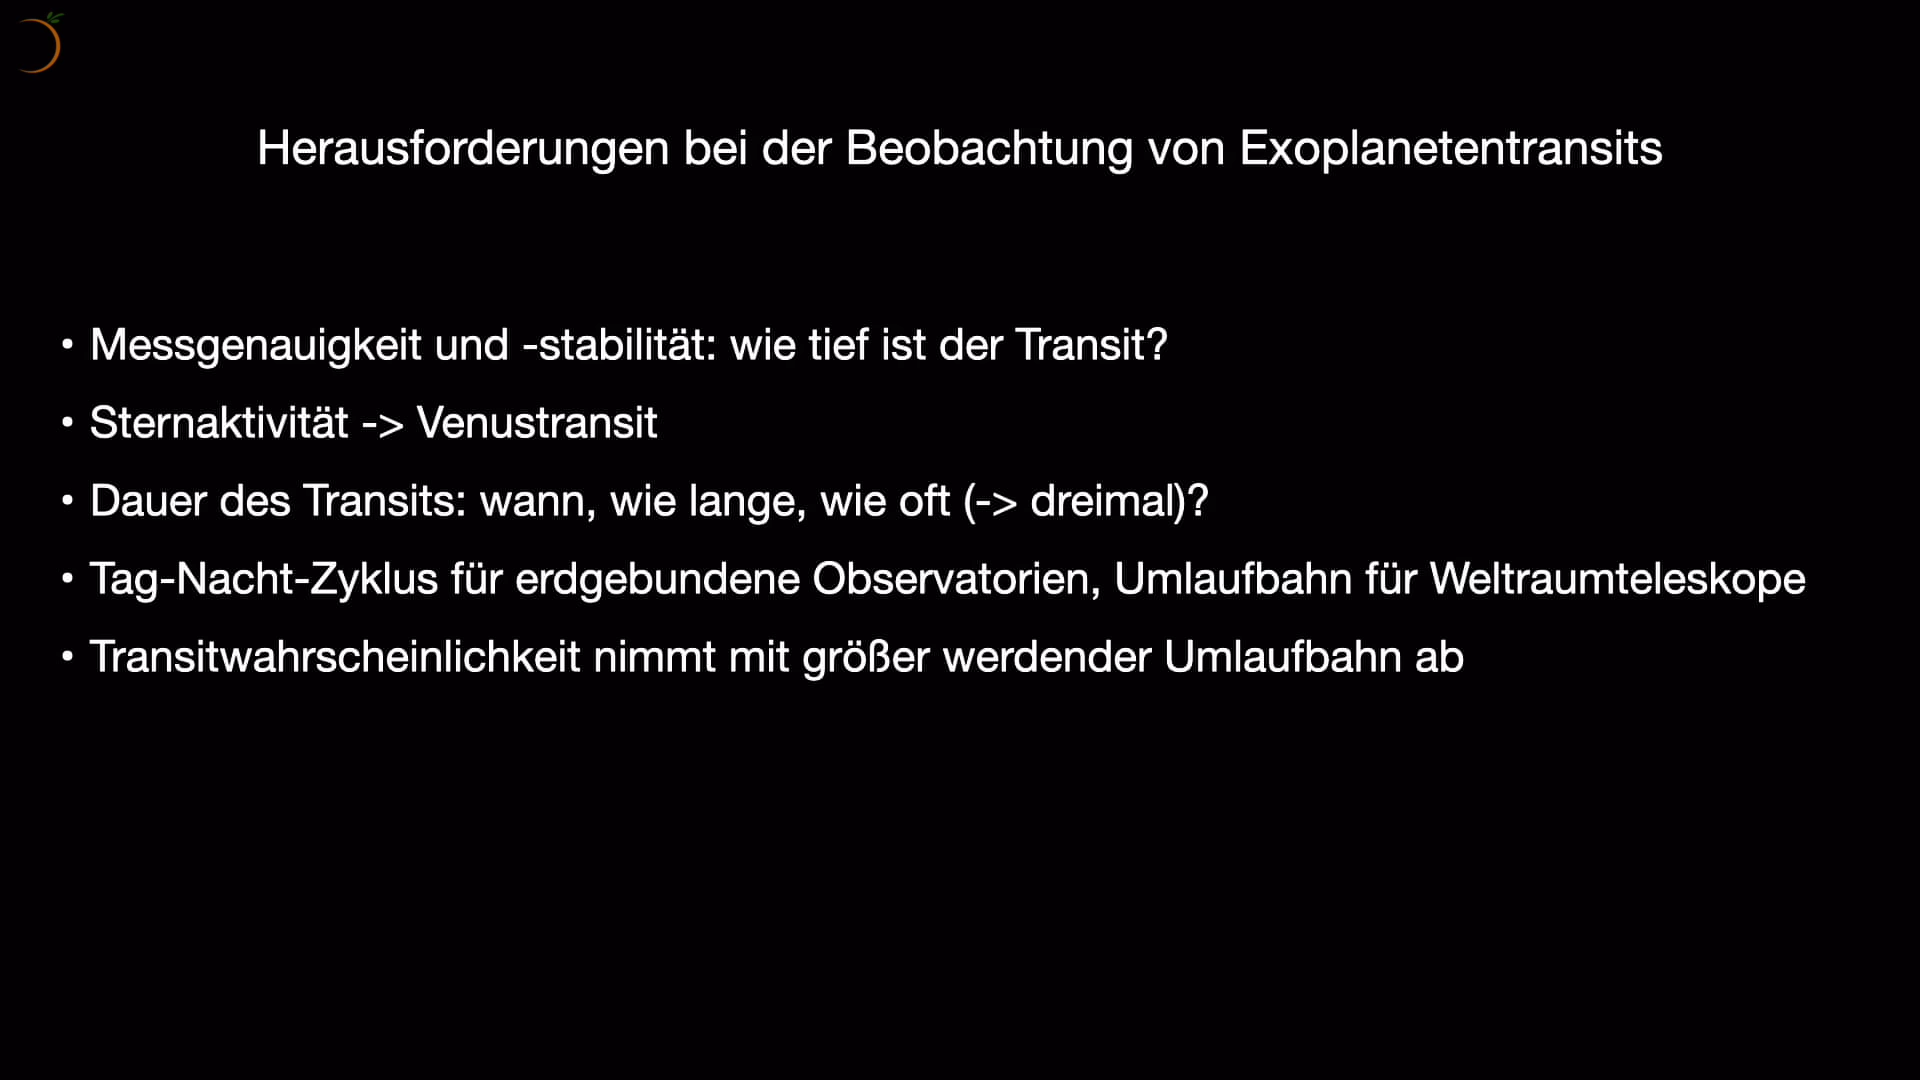 Herausforderungen bei der Beobachtung von Exoplanetentransits
• Messgenauigkeit und -stabilität: wie tief ist der Transit?
• Sternaktivität -> Venustransit
• Dauer des Transits: wann, wie lange, wie oft (-> dreimal)?
• Tag-Nacht-Zyklus für erdgebundene Observatorien, Umlaufbahn für Weltraumteleskope
• Transitwahrscheinlichkeit nimmt mit größer werdender Umlaufbahn ab